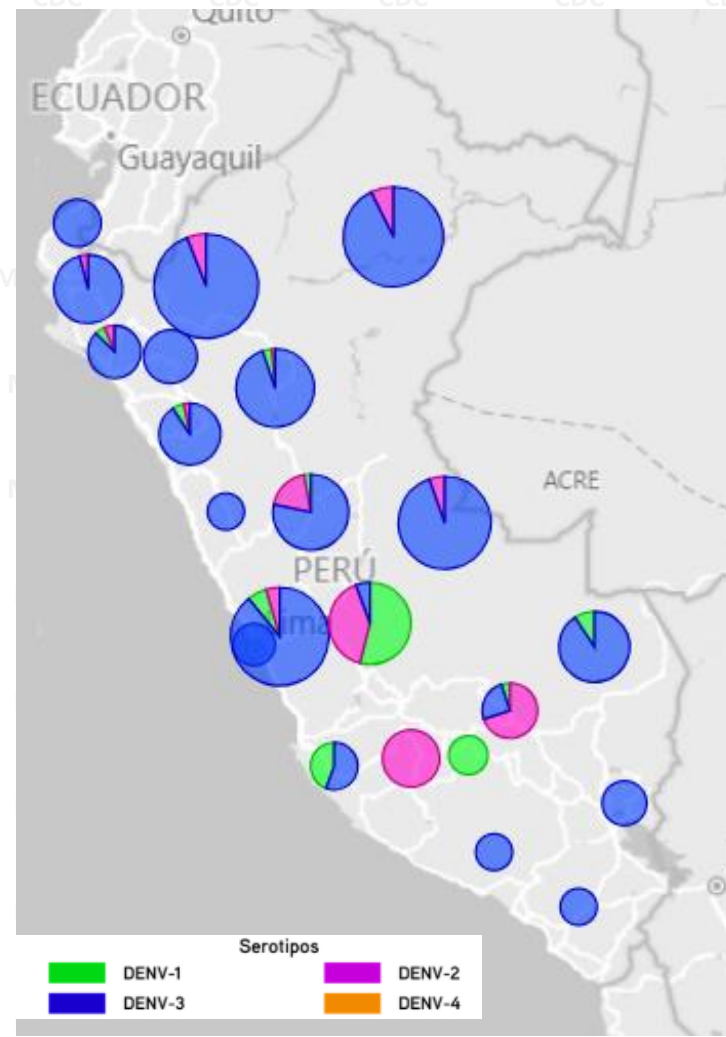 Quito
ECUADOR
Guayaquil
ACRE
PERÚ
Serotipos
DENV-1
DENV-2
DENV-3
DENV-4